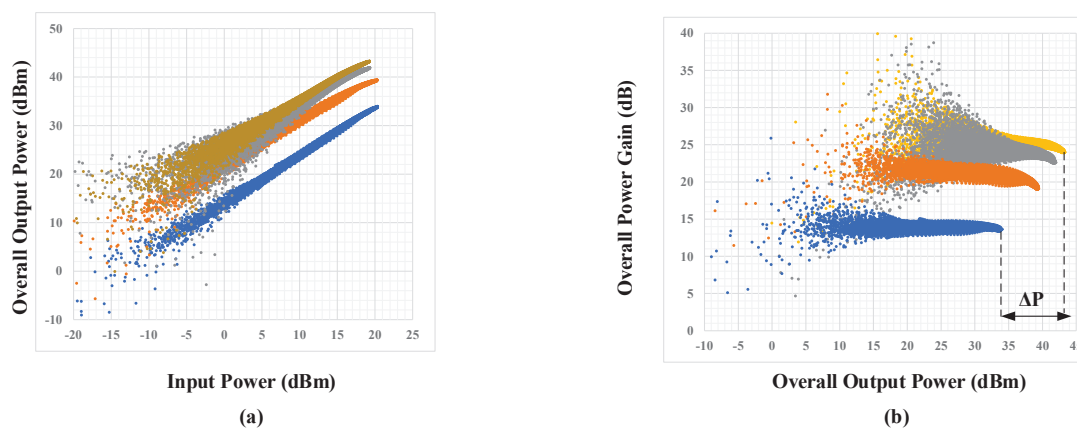 Overall Output Power (dBm)
50
40
30
20
10
0
-10
-20 -15 -10 -5 0 5 10 15 20 25
Input Power (dBm)
(a)
Overall Power Gain (dB)
40
35
30
25
20
15
10
5
0
ΔP
-10 -5 0 5 10 15 20 25 30 35 40 45
Overall Output Power (dBm)
(b)